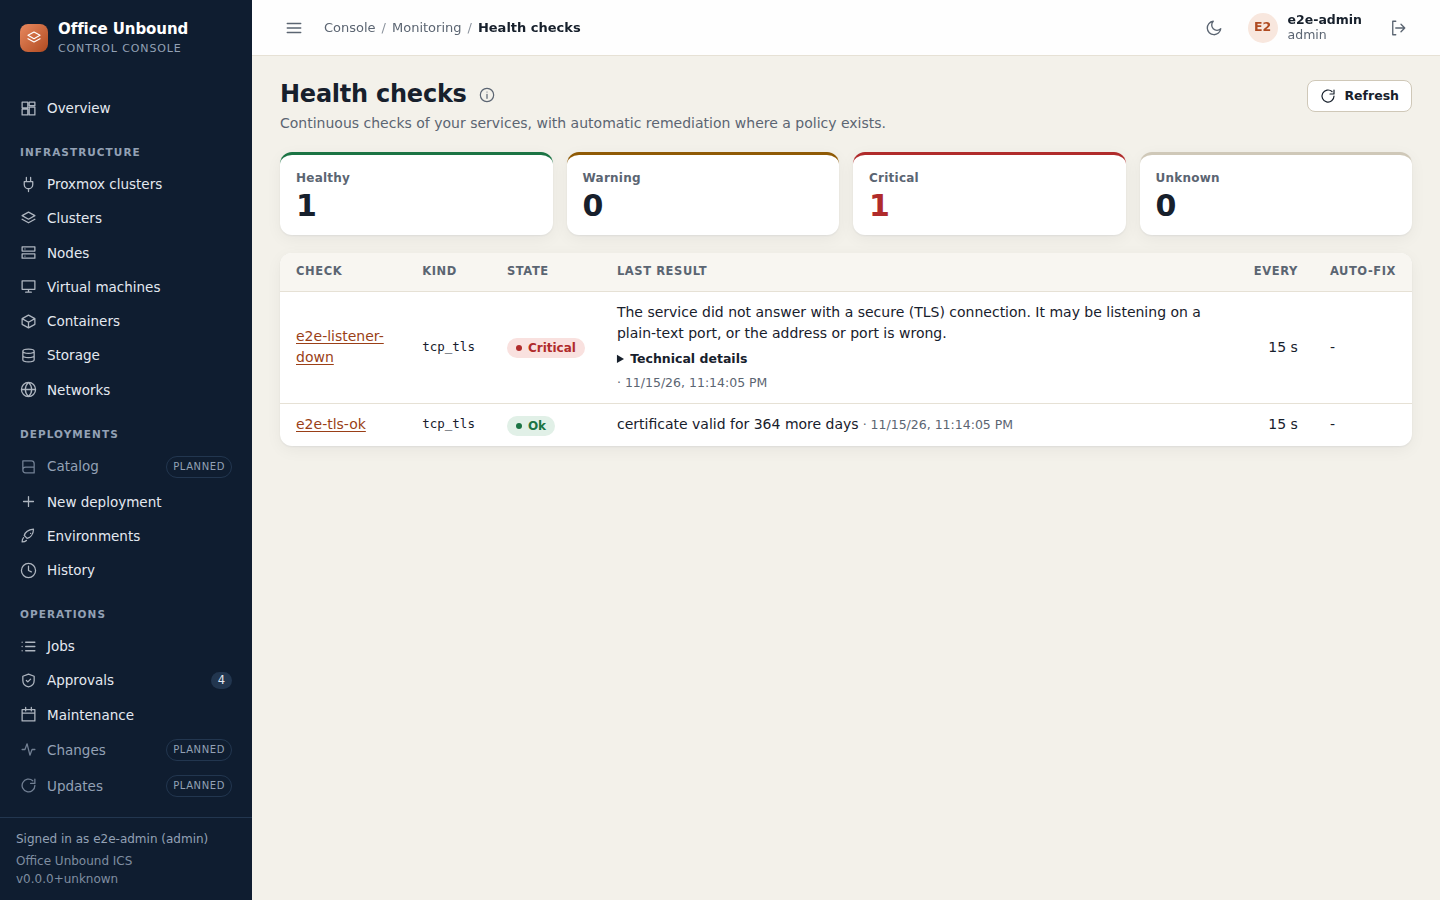 Office Unbound
CONTROL CONSOLE
Overview
INFRASTRUCTURE
Proxmox clusters
Clusters
Nodes
Virtual machines
Containers
Storage
Networks
DEPLOYMENTS
Catalog PLANNED
New deployment
Environments
History
OPERATIONS
Jobs
Approvals 4
Maintenance
Changes PLANNED
Updates PLANNED
Signed in as e2e-admin (admin)
Office Unbound ICS
v0.0.0+unknown
Console / Monitoring / Health checks
E2 e2e-admin
admin
Health checks
Refresh
Continuous checks of your services, with automatic remediation where a policy exists.
Healthy
1
Warning
0
Critical
1
Unknown
0
CHECK KIND STATE LAST RESULT EVERY AUTO-FIX
e2e-listener-
down
tcp_tls
Critical
The service did not answer with a secure (TLS) connection. It may be listening on a
plain-text port, or the address or port is wrong.
Technical details
· 11/15/26, 11:14:05 PM
15 s -
e2e-tls-ok tcp_tls Ok certificate valid for 364 more days · 11/15/26, 11:14:05 PM 15 s -